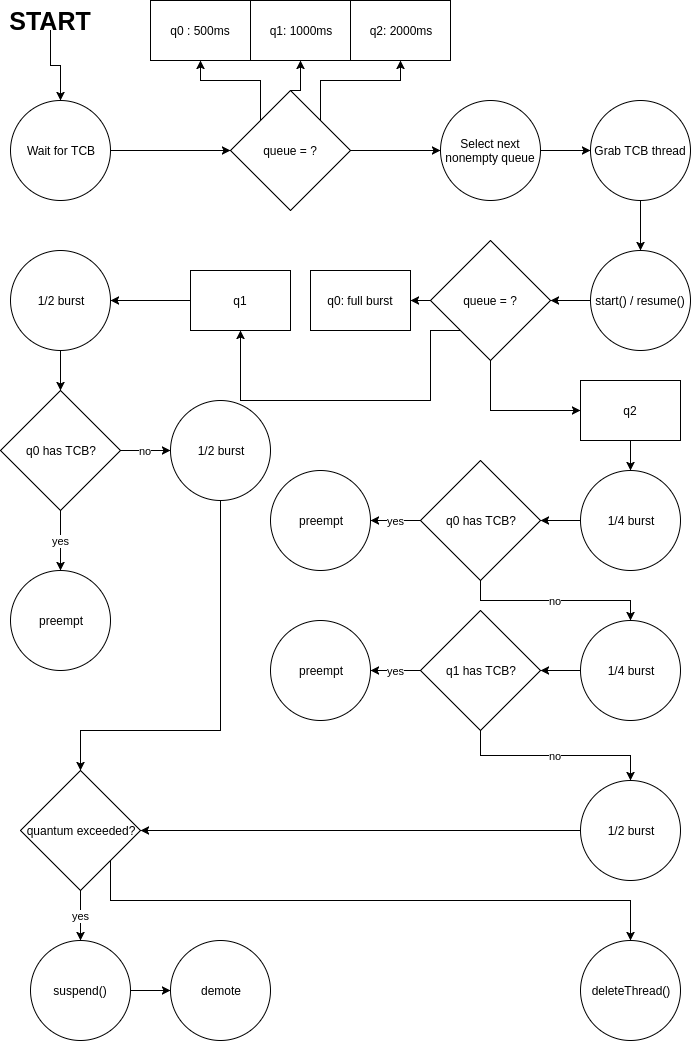 START
q0 : 500ms
q1: 1000ms
q2: 2000ms
Wait for TCB
queue = ?
Select next
nonempty queue
Grab TCB thread
1/2 burst
q1
q0: full burst
queue = ?
start() / resume()
q2
q0 has TCB?
no
1/2 burst
preempt
yes
q0 has TCB?
1/4 burst
yes
no
preempt
preempt
yes
q1 has TCB?
1/4 burst
no
quantum exceeded?
1/2 burst
yes
suspend()
demote
deleteThread()